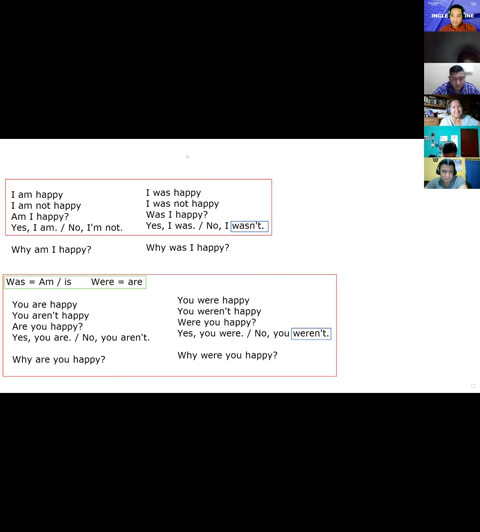 INGLE INE
I am happy
I am not happy
Am I happy?
Yes, I am. / No, I'm not.
Why am I happy?
I was happy
I was not happy
Was I happy?
Yes, I was. / No, I wasn't.
Why was I happy?
Was = Am / is Were = are
You are happy
You aren't happy
Are you happy?
Yes, you are. / No, you aren't.
Why are you happy?
You were happy
You weren't happy
Were you happy?
Yes, you were. / No, you weren't.
Why were you happy?
12